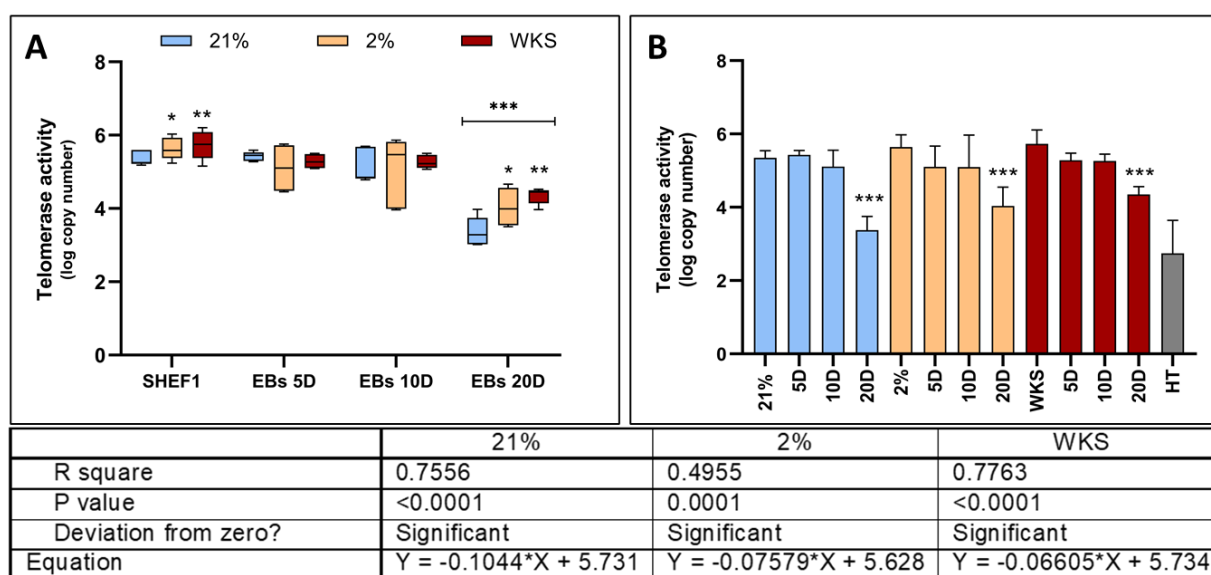 A
21% 2% WKS
Telomerase activity
(log copy number)
8
6
4
2
0
* **
***
* **
SHEF1 EBs 5D EBs 10D EBs 20D
B
Telomerase activity
(log copy number)
8
6
4
2
0
*** *** ***
21% 5D 10D 20D 2% 5D 10D 20D WKS 5D 10D 20D HT
21% 2% WKS
R square 0.7556 0.4955 0.7763
P value <0.0001 0.0001 <0.0001
Deviation from zero? Significant Significant Significant
Equation Y = -0.1044*X + 5.731 Y = -0.07579*X + 5.628 Y = -0.06605*X + 5.734